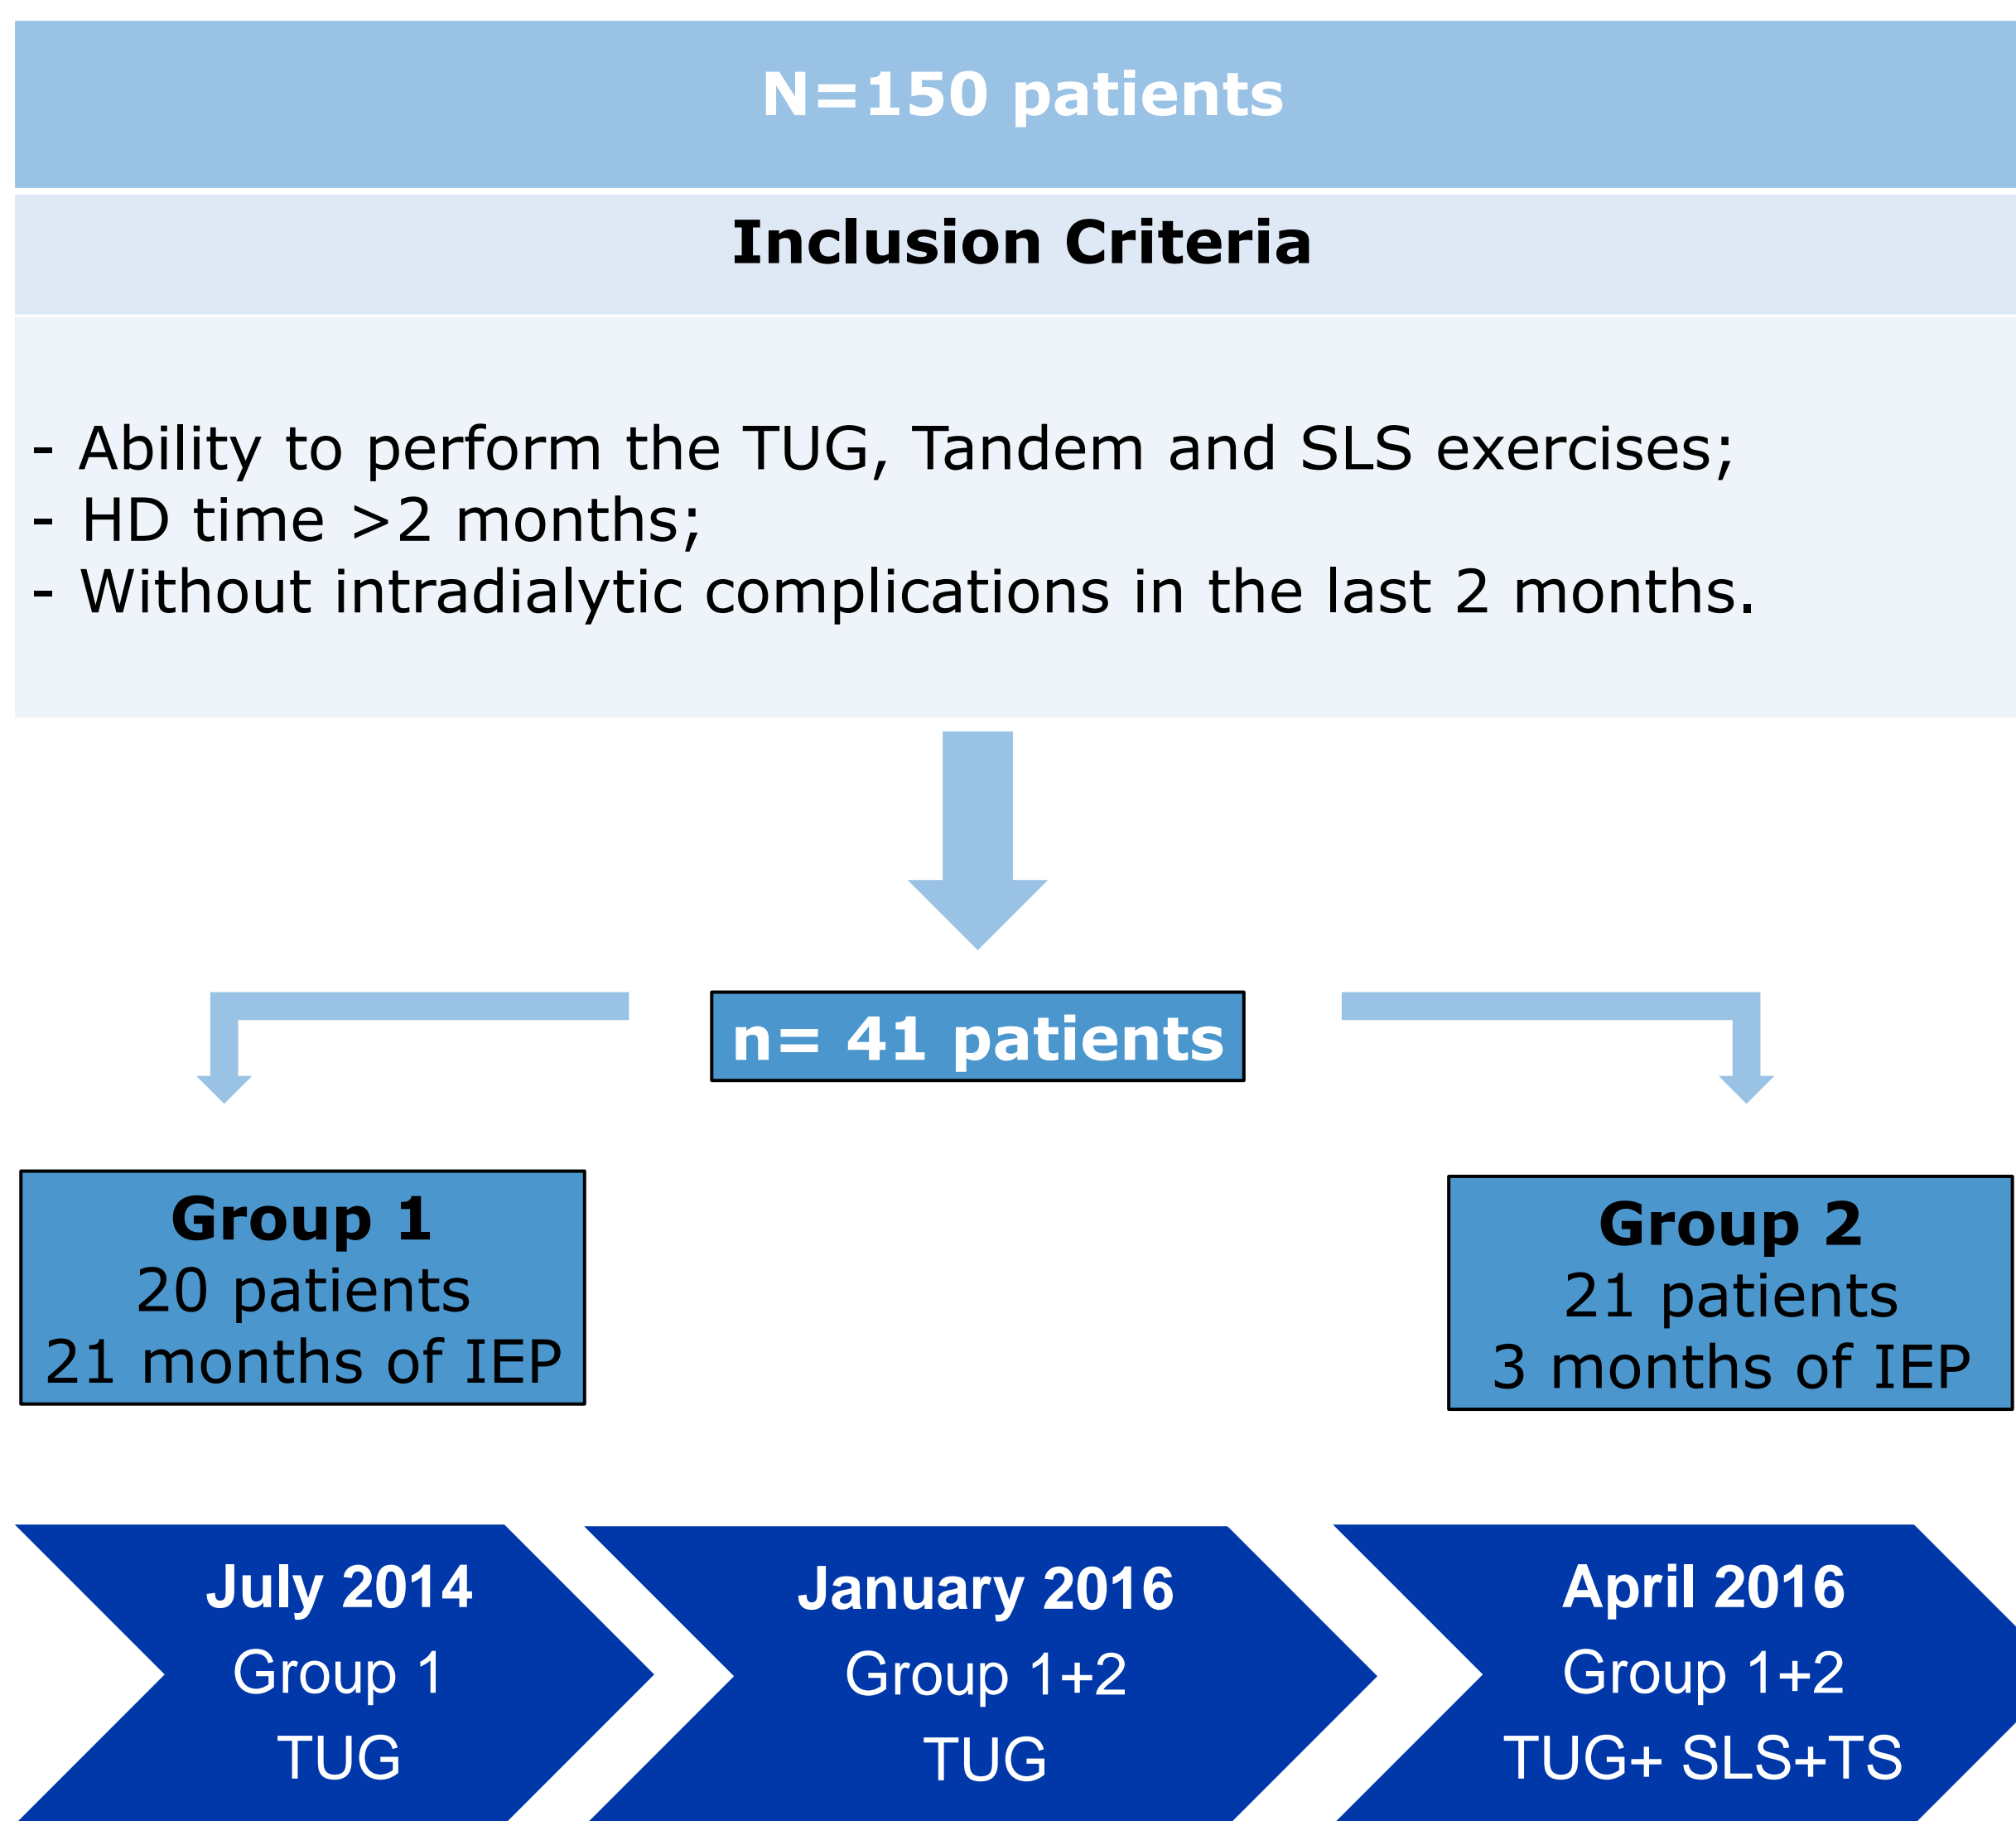 N=150 patients
Inclusion Criteria
- Ability to perform the TUG, Tandem and SLS exercises;
- HD time >2 months;
- Without intradialytic complications in the last 2 months.
n= 41 patients
Group 1
20 patients
21 months of IEP
Group 2
21 patients
3 months of IEP
July 2014
Group 1
TUG
January 2016
Group 1+2
TUG
April 2016
Group 1+2
TUG+ SLS+TS